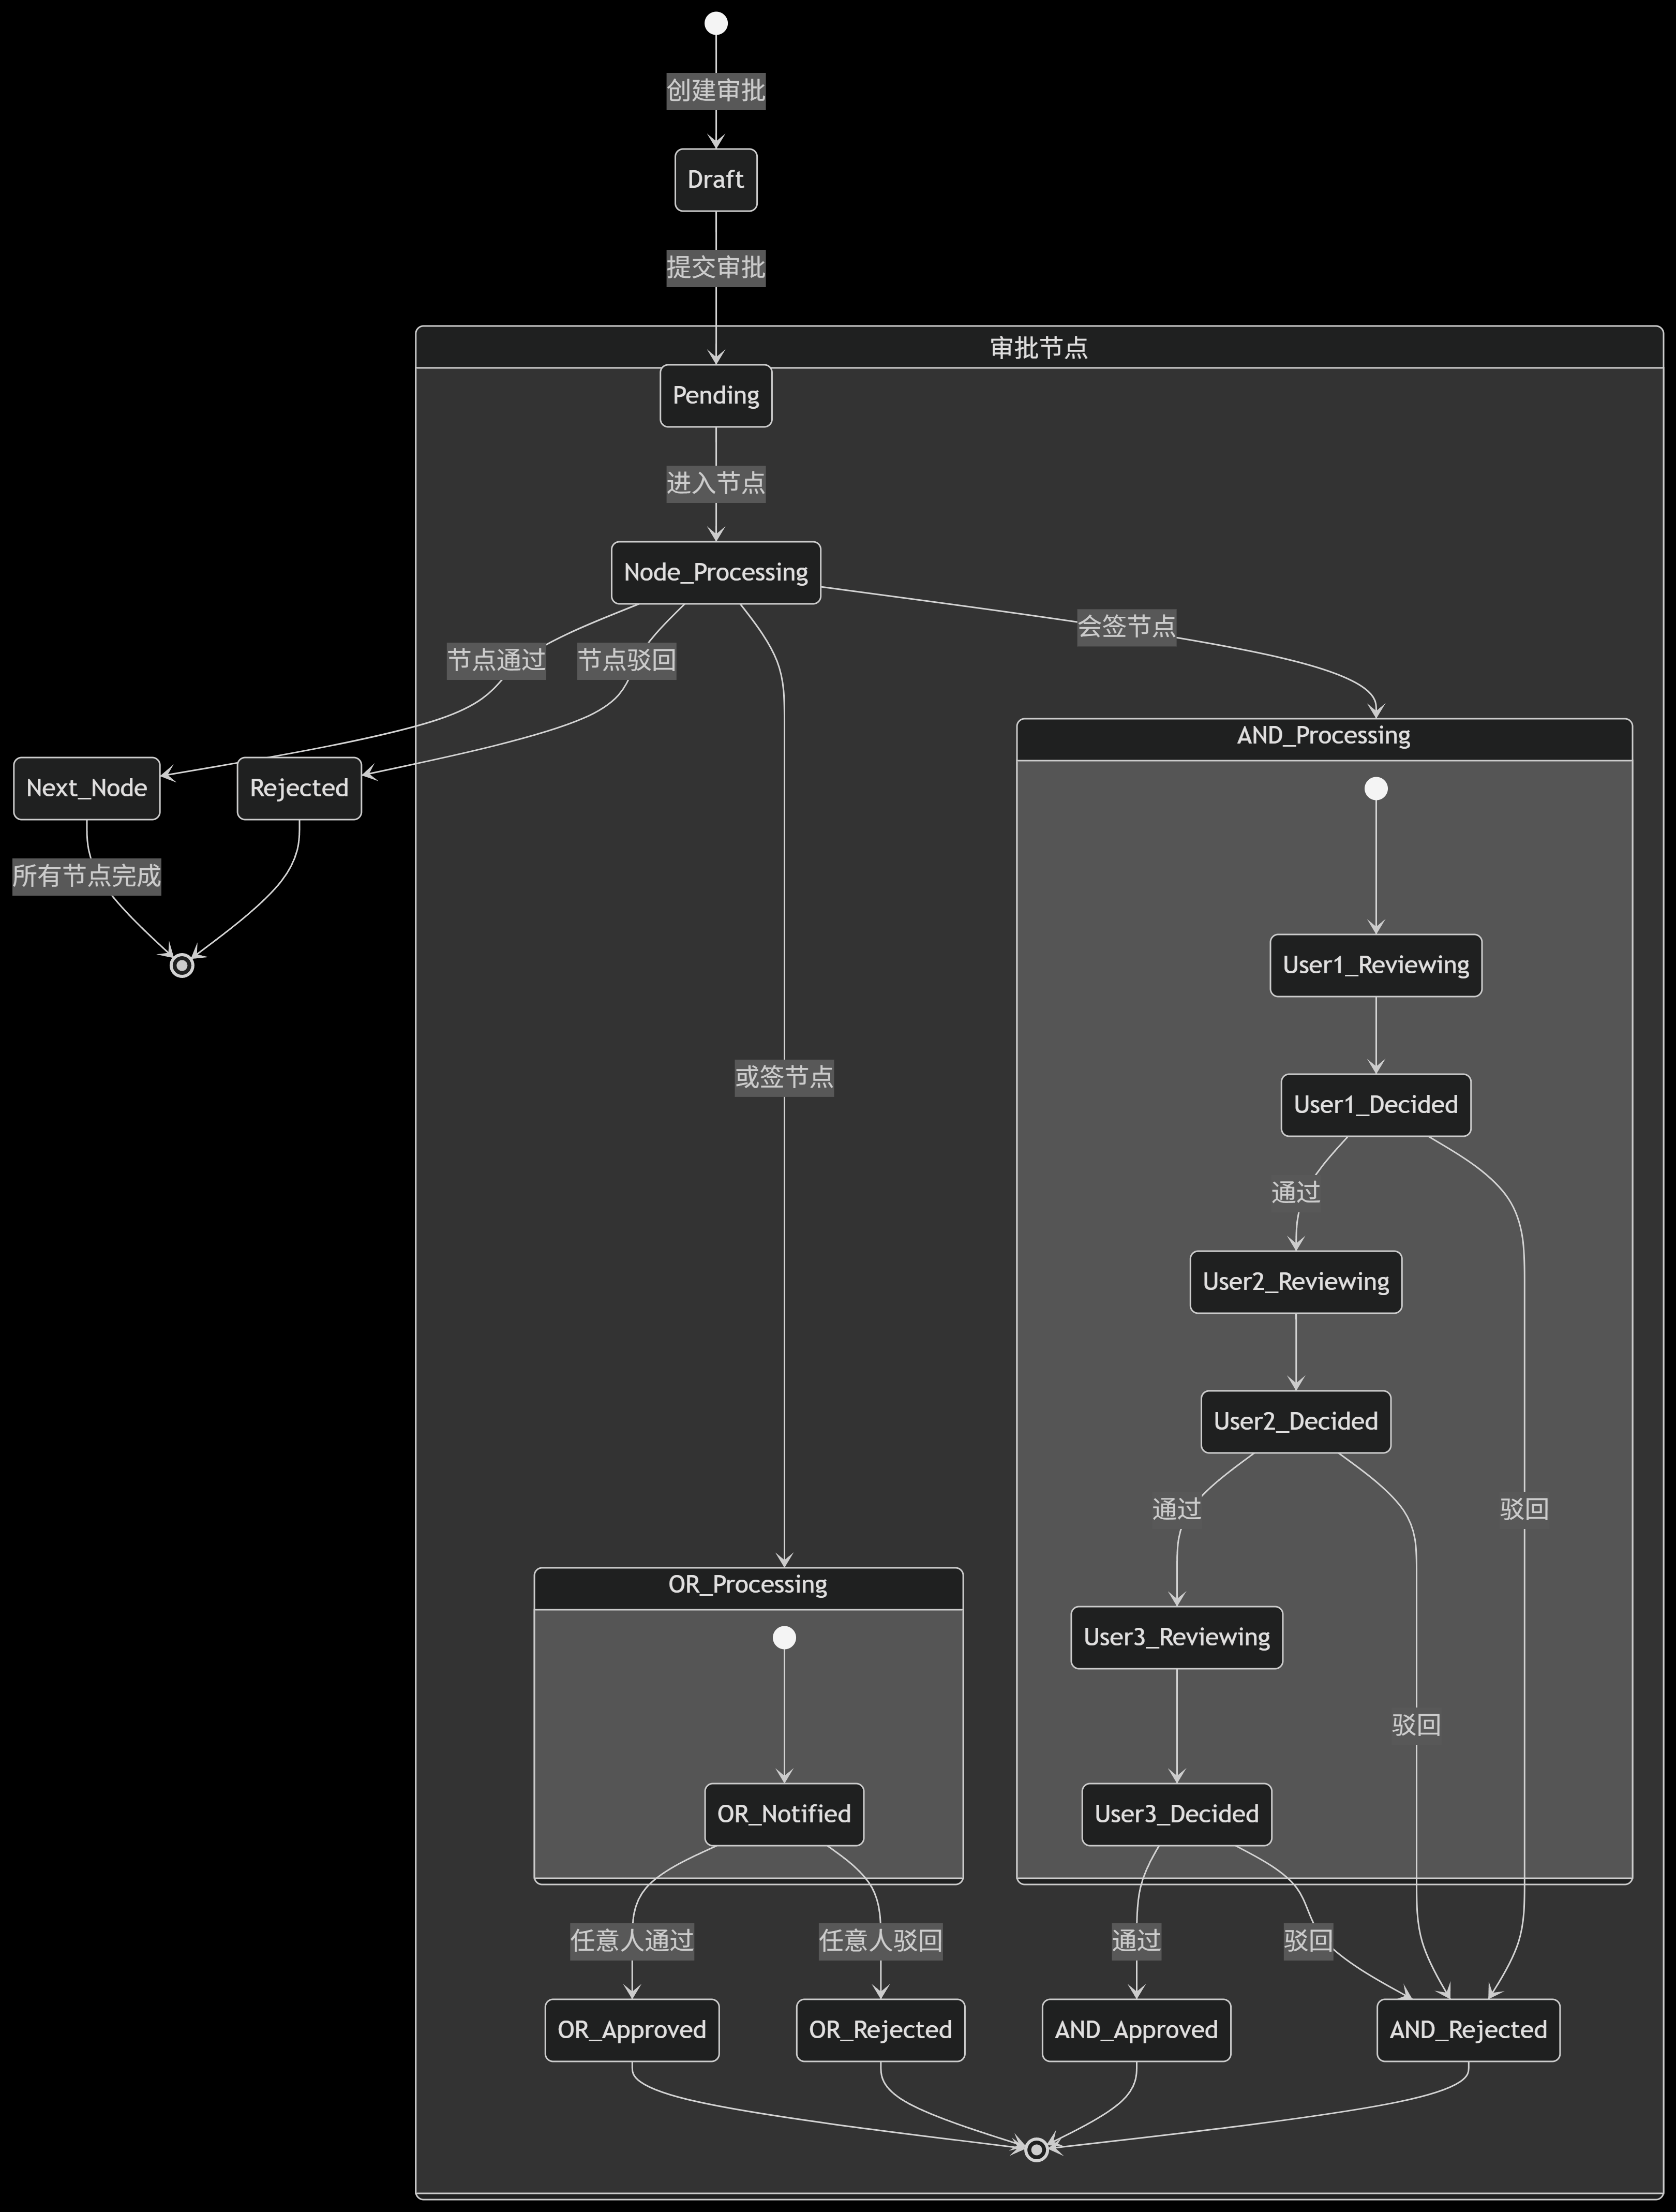 创建审批
Draft
提交审批
审批节点
Pending
进入节点
Node_Processing
会签节点
节点通过
节点驳回
AND_Processing
Next_Node
Rejected
所有节点完成
User1_Reviewing
或签节点
User1_Decided
通过
User2_Reviewing
User2_Decided
通过
驳回
OR_Processing
User3_Reviewing
驳回
OR_Notified
User3_Decided
任意人通过
任意人驳回
通过
驳回
OR_Approved
OR_Rejected
AND_Approved
AND_Rejected